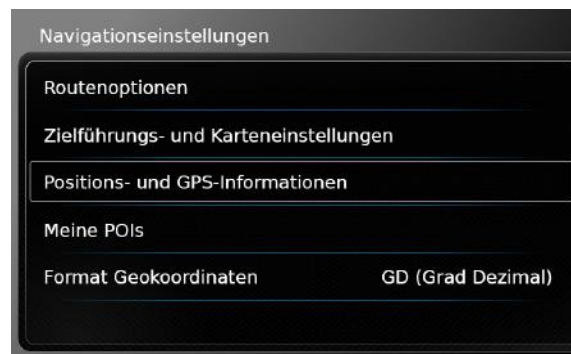 Navigationseinstellungen
Routenoptionen
Zielführungs- und Karteneinstellungen
Positions- und GPS-Informationen
Meine POIs
Format Geokoordinaten GD (Grad Dezimal)